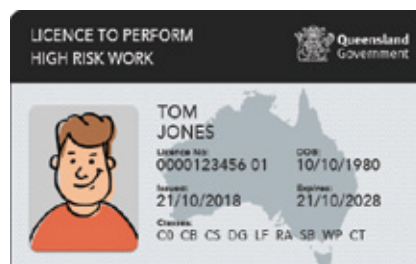 LICENCE TO PERFORM
HIGH RISK WORK
Queensland
Government
TOM
JONES
Licence No:
0000123456 01
DOB:
10/10/1980
Issued:
21/10/2018
Expires:
21/10/2028
Classes:
C0 CB CS DG LF RA SB WP CT